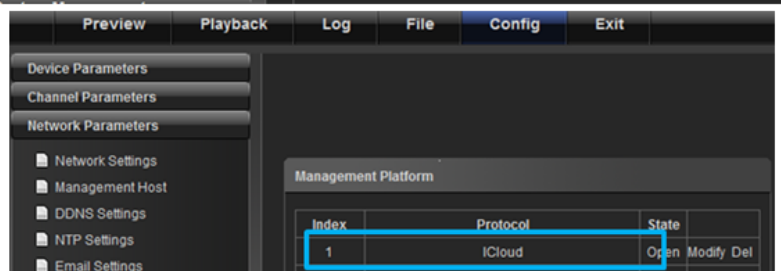 Preview Playback Log File Config Exit
Device Parameters
Channel Parameters
Network Parameters
Network Settings
Management Host
DDNS Settings
NTP Settings
Email Settings
Management Platform
Index Protocol State
1 ICloud Open Modify Del